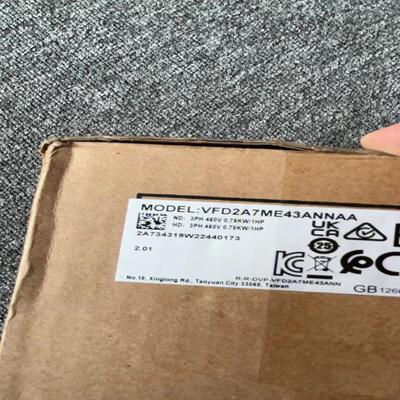 MODEL:VFD2A7ME43ANNAA
ND: 3PH 460V 0.75KW/1HP
HD: 3PH 460V 0.75KW/1HP
2A734319W22440173
2.01
UK
CA
25
R-R-DVP-VFD2A7ME43ANN
No.18, Xinglong Rd., Taoyuan City 33068, Taiwan
GB